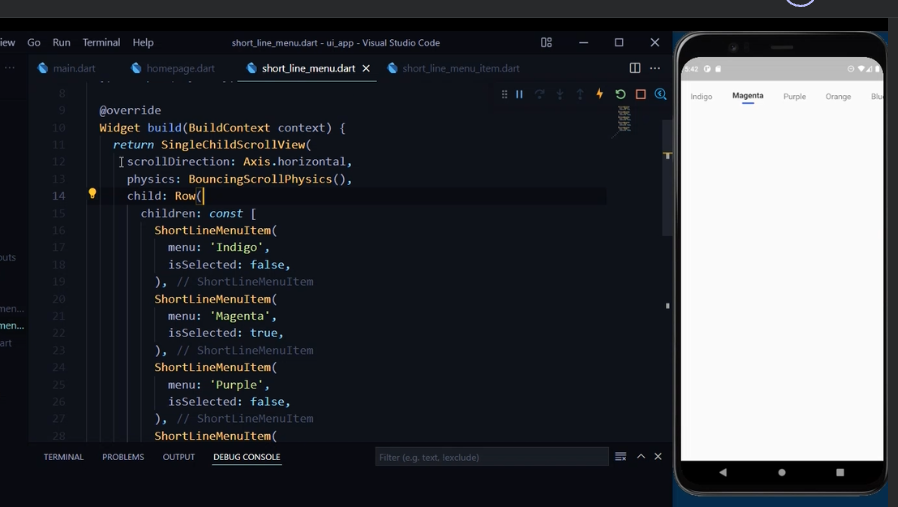 iew Go Run Terminal Help
short_line_menu.dart - ui_app - Visual Studio Code
main.dart homepage.dart short_line_menu.dart short_line_menu_item.dart
8
9 @override
10 Widget build(BuildContext context) {
11 return SingleChildScrollView(
12 scrollDirection: Axis.horizontal,
13 physics: BouncingScrollPhysics(),
14 child: Row(
15 children: const [
16 ShortLineMenuItem(
17 menu: 'Indigo',
18 isSelected: false,
19 ), // ShortLineMenuItem
20 ShortLineMenuItem(
21 menu: 'Magenta',
22 isSelected: true,
23 ), // ShortLineMenuItem
24 ShortLineMenuItem(
25 menu: 'Purple',
26 isSelected: false,
27 ), // ShortLineMenuItem
28 ShortLineMenuItem(
outs
men...
men...
art
TERMINAL PROBLEMS OUTPUT DEBUG CONSOLE
Filter (e.g. text, !exclude)
Indigo Magenta Purple Orange Blu